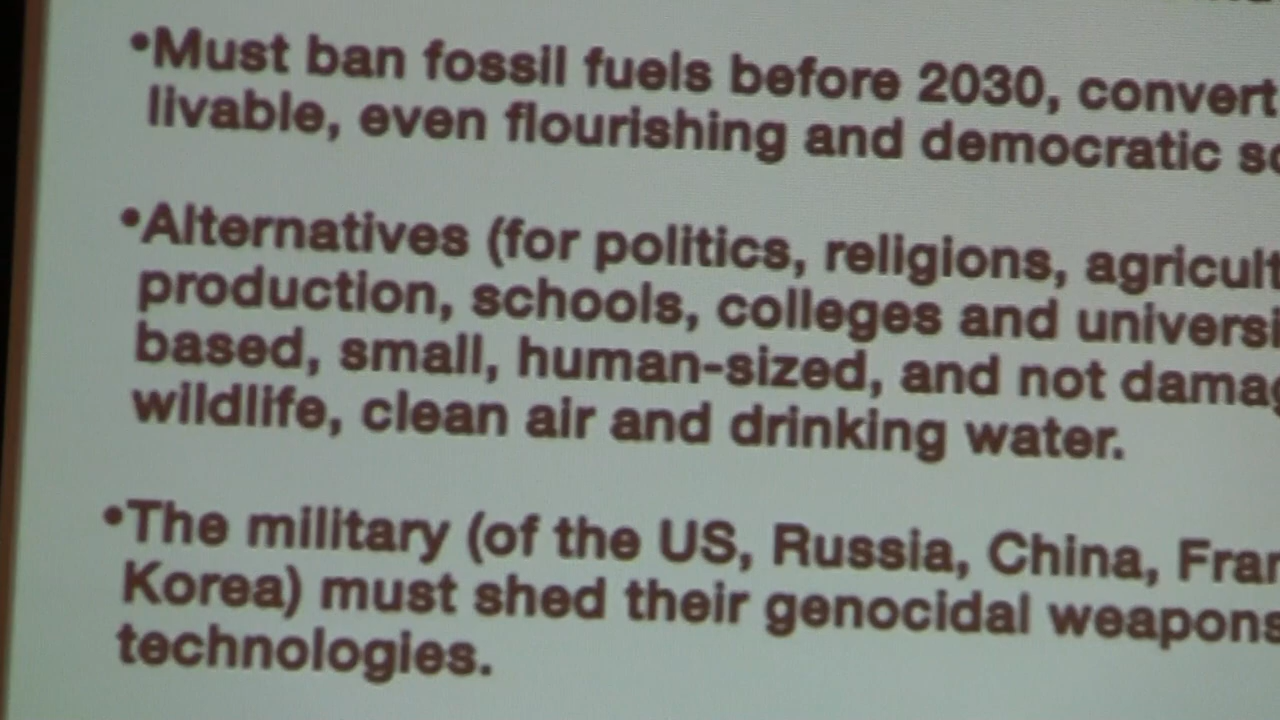 •Must ban fossil fuels before 2030, convert
livable, even flourishing and democratic
•Alternatives (for politics, religions,
production, schools, colleges and
based, small, human-sized, and not
wildlife, clean air and drinking water.
•The military (of the US, Russia, China,
Korea) must shed their genocidal weapons
technologies.